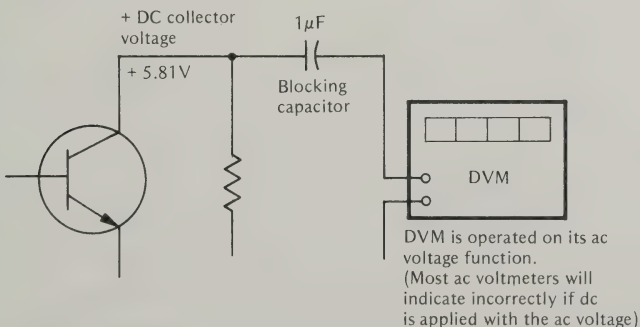 + DC collector
voltage
+ 5.81V
1μF
Blocking
capacitor
DVM
DVM is operated on its ac
voltage function.
(Most ac voltmeters will
indicate incorrectly if dc
is applied with the ac voltage)